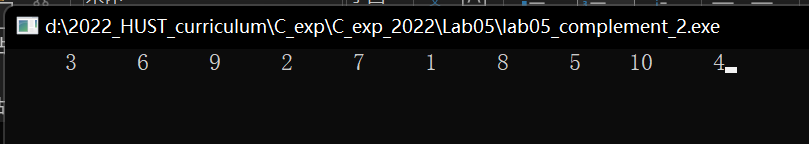 d:\2022_HUST_curriculum\C_exp\C_exp_2022\Lab05\lab05_complement_2.exe
3 6 9 2 7 1 8 5 10 4